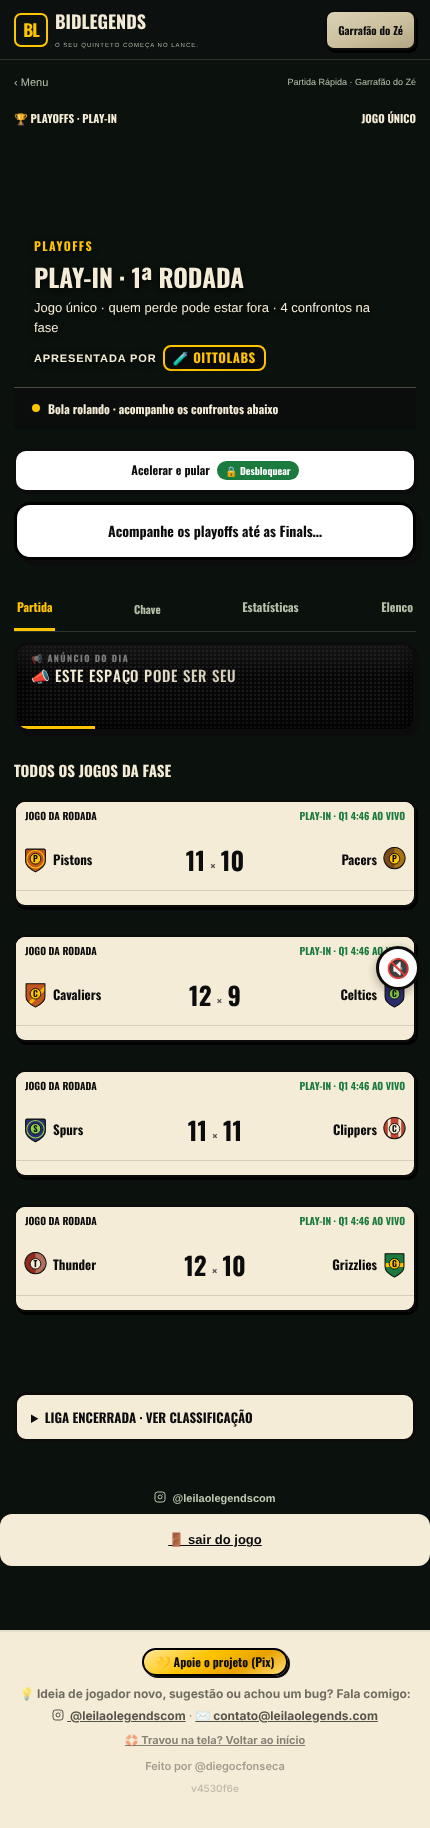 BL
BIDLEGENDS
O SEU QUINTETO COMEÇA NO LANCE.
Garrafão do Zé
‹ Menu
Partida Rápida · Garrafão do Zé
🏆 PLAYOFFS · PLAY-IN
JOGO ÚNICO
PLAYOFFS
PLAY-IN · 1ª RODADA
Jogo único · quem perde pode estar fora · 4 confrontos na
fase
APRESENTADA POR 🧪 OITTOLABS
Bola rolando · acompanhe os confrontos abaixo
Acelerar e pular 🔒 Desbloquear
Acompanhe os playoffs até as Finals...
Partida
Chave
Estatísticas
Elenco
📢 ANÚNCIO DO DIA
📣 ESTE ESPAÇO PODE SER SEU
TODOS OS JOGOS DA FASE
JOGO DA RODADA
PLAY-IN · Q1 4:46 AO VIVO
P Pistons 11 × 10 Pacers P
JOGO DA RODADA
PLAY-IN · Q1 4:46 AO
C Cavaliers 12 × 9 Celtics C
JOGO DA RODADA
PLAY-IN · Q1 4:46 AO VIVO
S Spurs 11 × 11 Clippers C
JOGO DA RODADA
PLAY-IN · Q1 4:46 AO VIVO
T Thunder 12 × 10 Grizzlies G
▶ LIGA ENCERRADA · VER CLASSIFICAÇÃO
@leilaolegendscom
🚪 sair do jogo
💛 Apoie o projeto (Pix)
💡 Ideia de jogador novo, sugestão ou achou um bug? Fala comigo:
@leilaolegendscom · ✉️ contato@leilaolegends.com
🛟 Travou na tela? Voltar ao início
Feito por @diegocfonseca
v4530f6e